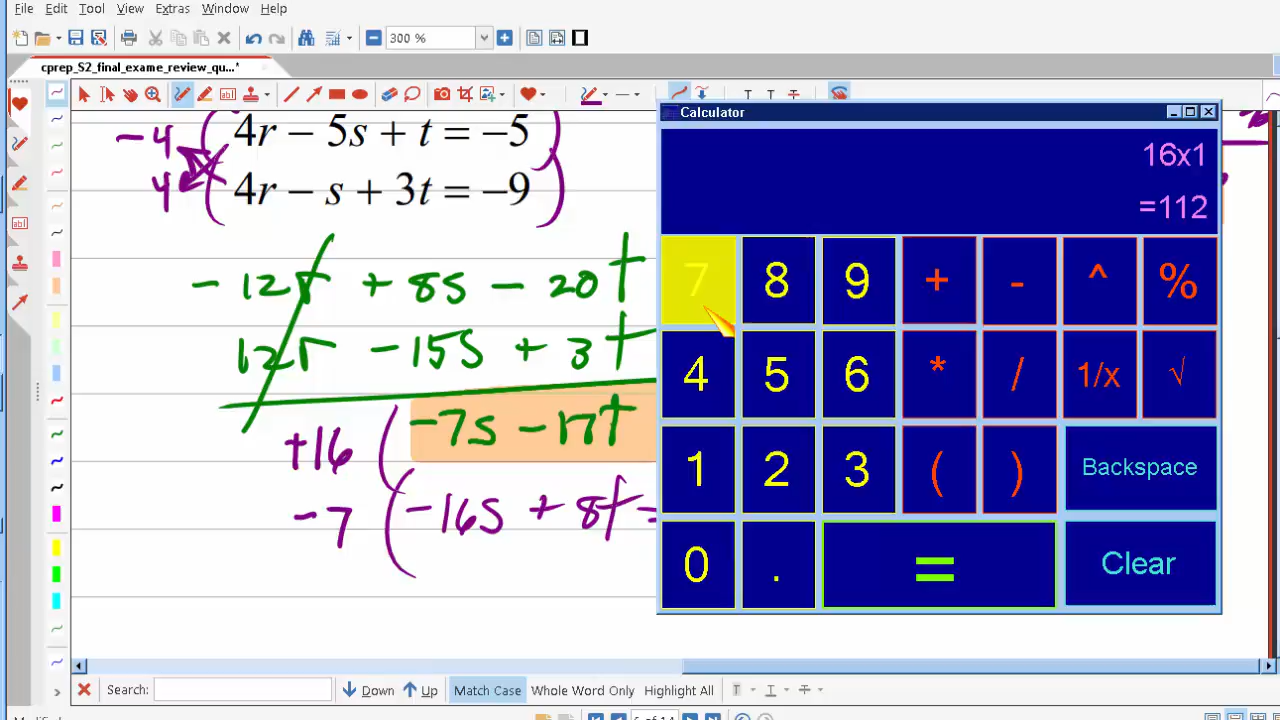 File Edit Tool View Extras Window Help
300 %
cprep_S2_final_exame_review_qu...*
Calculator
-4 ( 4r − 5s + t = −5 )
4 ( 4r − s + 3t = −9 )
-12r + 8s - 20t
12r - 15s + 3t
+16 ( -7s - 17t
-7 ( -16s + 8t =
16x1
=112
7 8 9 + - ^ %
4 5 6 * / 1/x √
1 2 3 ( ) Backspace
0 . = Clear
Search: Down Up Match Case Whole Word Only Highlight All